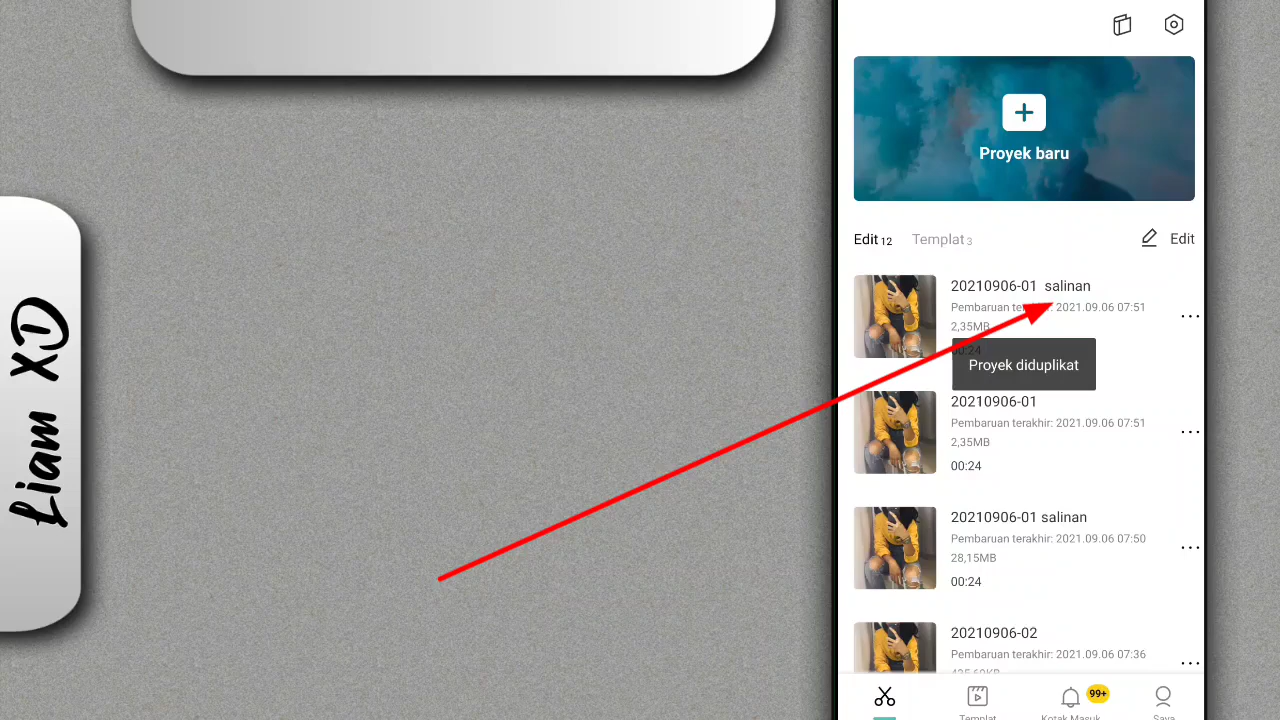 Liam XD
Proyek baru
Edit 12
Templat 3
Edit
20210906-01 salinan
Pembaruan terakhir: 2021.09.06 07:51
2,35MB
00:24
Proyek diduplikat
20210906-01
Pembaruan terakhir: 2021.09.06 07:51
2,35MB
00:24
20210906-01 salinan
Pembaruan terakhir: 2021.09.06 07:50
28,15MB
00:24
20210906-02
Pembaruan terakhir: 2021.09.06 07:36
99+
Templat
Kotak Masuk
Saya